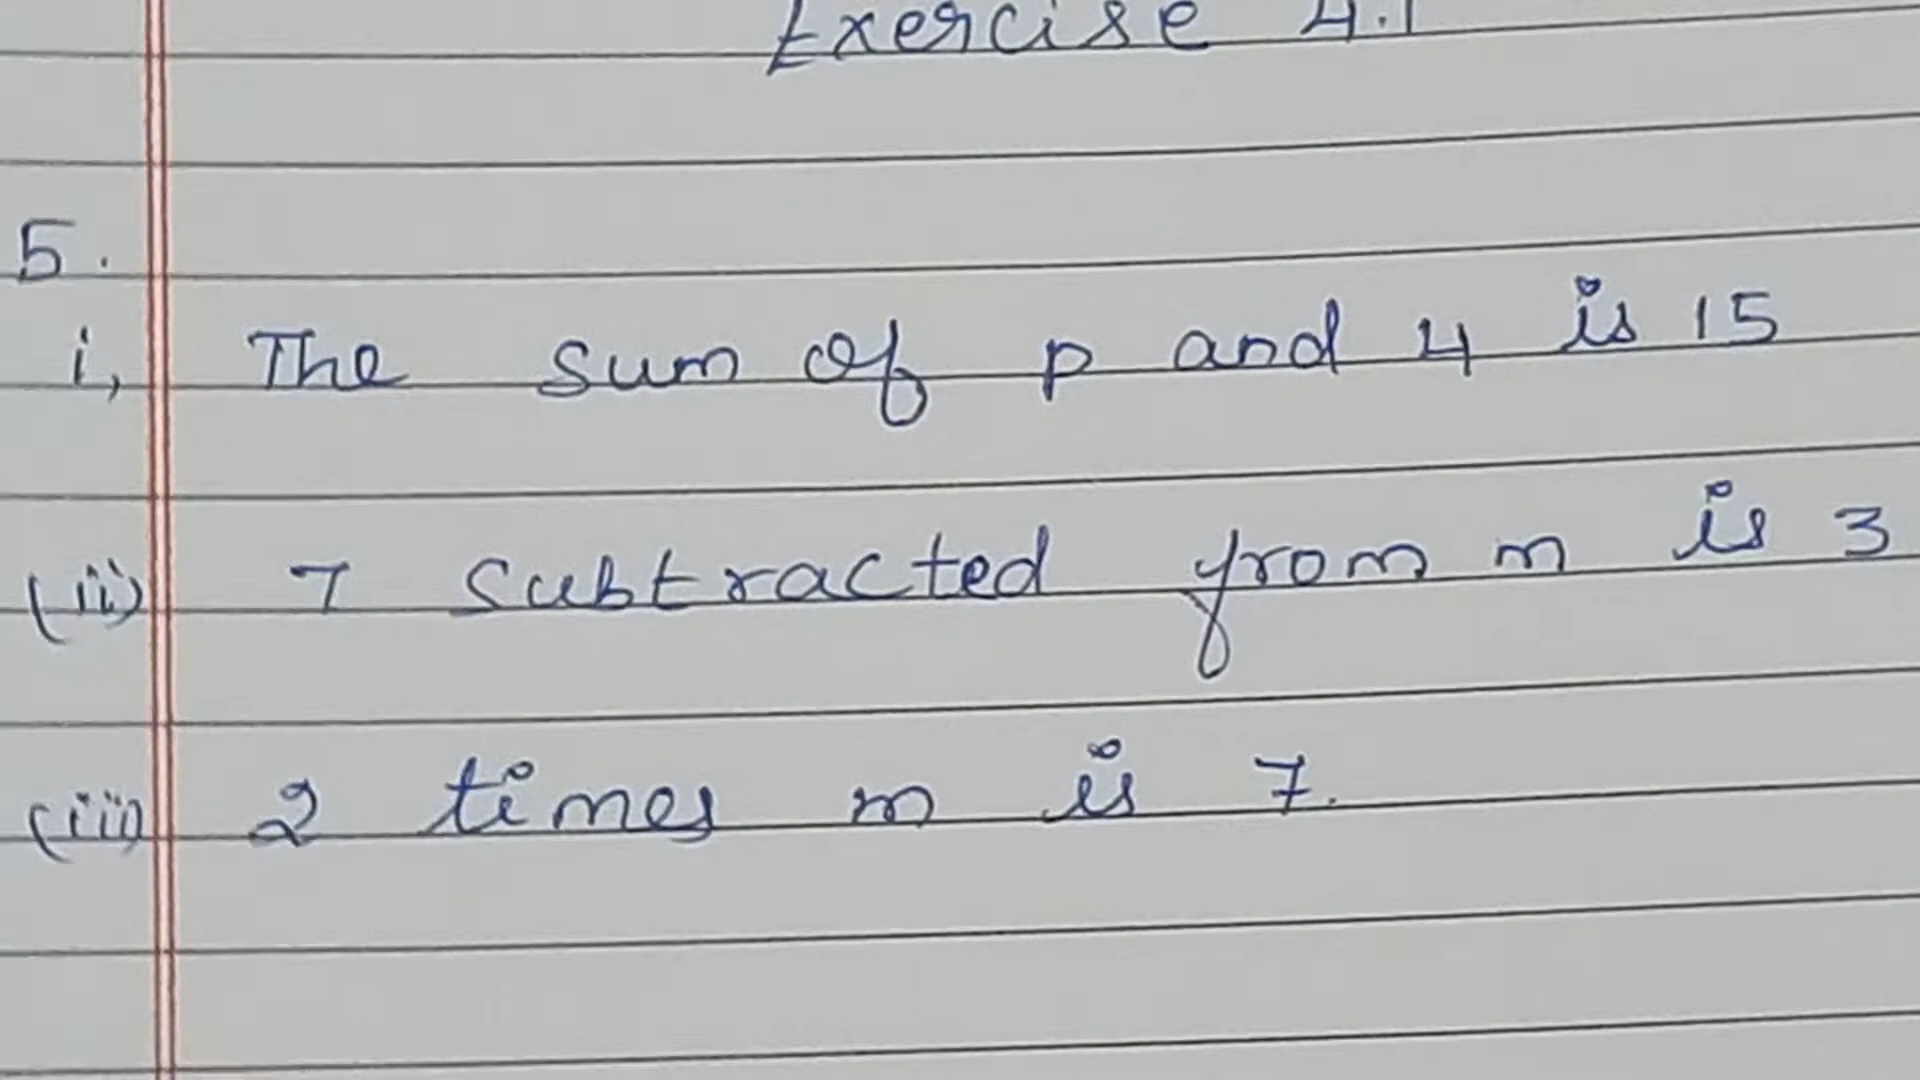 Exercise 4.1
5.
i, The sum of p and 4 is 15
(ii) 7 subtracted from m is 3
(iii) 2 times m is 7.